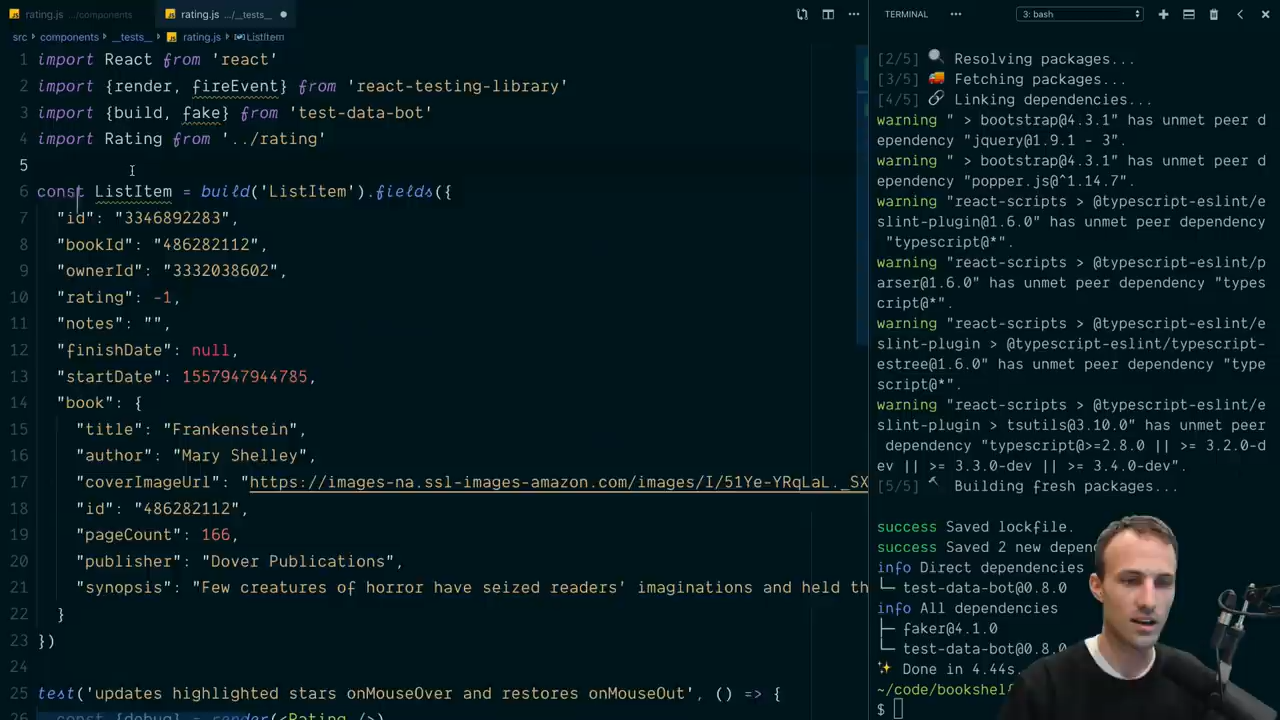 rating.js .../components
rating.js .../__tests__
src components __tests__ rating.js ListItem
1 import React from 'react'
2 import {render, fireEvent} from 'react-testing-library'
3 import {build, fake} from 'test-data-bot'
4 import Rating from '../rating'
5
6 const ListItem = build('ListItem').fields({
7 "id": "3346892283",
8 "bookId": "486282112",
9 "ownerId": "3332038602",
10 "rating": -1,
11 "notes": "",
12 "finishDate": null,
13 "startDate": 1557947944785,
14 "book": {
15 "title": "Frankenstein",
16 "author": "Mary Shelley",
17 "coverImageUrl": "https://images-na.ssl-images-amazon.com/images/I/51Ye-YRqLaL._SX
18 "id": "486282112",
19 "pageCount": 166,
20 "publisher": "Dover Publications",
21 "synopsis": "Few creatures of horror have seized readers' imaginations and held th
22 }
23 })
24
25 test('updates highlighted stars onMouseOver and restores onMouseOut', () => {
26 const {debug} = render(<Rating />)
TERMINAL ... 3: bash
[2/5] Resolving packages...
[3/5] Fetching packages...
[4/5] Linking dependencies...
warning " > bootstrap@4.3.1" has unmet peer d
ependency "jquery@1.9.1 - 3".
warning " > bootstrap@4.3.1" has unmet peer d
ependency "popper.js@^1.14.7".
warning "react-scripts > @typescript-eslint/e
slint-plugin@1.6.0" has unmet peer dependency
"typescript@*".
warning "react-scripts > @typescript-eslint/p
arser@1.6.0" has unmet peer dependency "types
cript@*".
warning "react-scripts > @typescript-eslint/e
slint-plugin > @typescript-eslint/typescript-
estree@1.6.0" has unmet peer dependency "type
script@*".
warning "react-scripts > @typescript-eslint/e
slint-plugin > tsutils@3.10.0" has unmet peer
dependency "typescript@>=2.8.0 || >= 3.2.0-d
ev || >= 3.3.0-dev || >= 3.4.0-dev".
[5/5] Building fresh packages...
success Saved lockfile.
success Saved 2 new depen
info Direct dependencies
└─ test-data-bot@0.8.0
info All dependencies
├─ faker@4.1.0
└─ test-data-bot@0.8.0
Done in 4.44s.
~/code/bookshelf
$